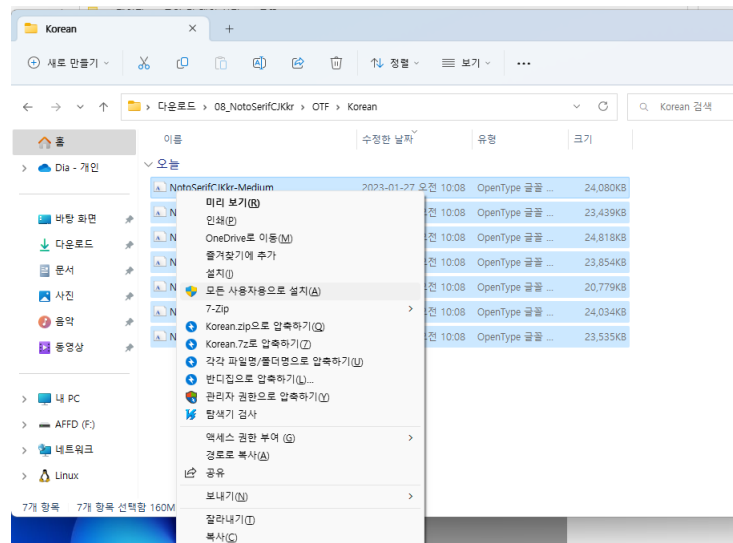 Korean
새로 만들기
정렬
보기
다운로드 > 08_NotoSerifCJKkr > OTF > Korean
Korean 검색
이름 수정한 날짜 유형 크기
홈
Dia - 개인
오늘
NotoSerifCJKkr-Medium 2023-01-27 오전 10:08 OpenType 글꼴 ... 24,080KB
N 전 10:08 OpenType 글꼴 ... 23,439KB
N 전 10:08 OpenType 글꼴 ... 24,818KB
N 전 10:08 OpenType 글꼴 ... 23,854KB
N 전 10:08 OpenType 글꼴 ... 20,779KB
N 전 10:08 OpenType 글꼴 ... 24,034KB
N 전 10:08 OpenType 글꼴 ... 23,535KB
바탕 화면
다운로드
문서
사진
음악
동영상
내 PC
AFFD (F:)
네트워크
Linux
미리 보기(R)
인쇄(P)
OneDrive로 이동(M)
즐겨찾기에 추가
설치(I)
모든 사용자용으로 설치(A)
7-Zip
Korean.zip으로 압축하기(Q)
Korean.7z로 압축하기(7)
각각 파일명/폴더명으로 압축하기(U)
반디집으로 압축하기(L)...
관리자 권한으로 압축하기(Y)
탐색기 검사
액세스 권한 부여 (G)
경로로 복사(A)
공유
보내기(N)
잘라내기(T)
복사(C)
7개 항목 7개 항목 선택함 160M